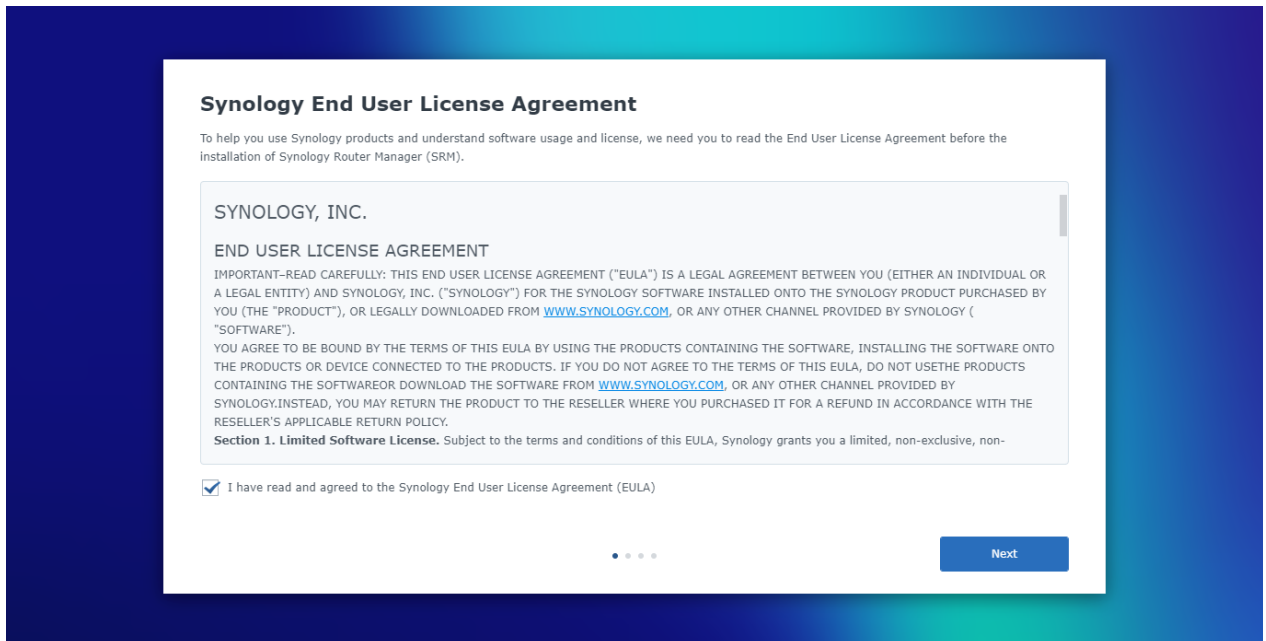 Synology End User License Agreement
To help you use Synology products and understand software usage and license, we need you to read the End User License Agreement before the
installation of Synology Router Manager (SRM).
SYNOLOGY, INC.
END USER LICENSE AGREEMENT
IMPORTANT–READ CAREFULLY: THIS END USER LICENSE AGREEMENT ("EULA") IS A LEGAL AGREEMENT BETWEEN YOU (EITHER AN INDIVIDUAL OR
A LEGAL ENTITY) AND SYNOLOGY, INC. ("SYNOLOGY") FOR THE SYNOLOGY SOFTWARE INSTALLED ONTO THE SYNOLOGY PRODUCT PURCHASED BY
YOU (THE "PRODUCT"), OR LEGALLY DOWNLOADED FROM WWW.SYNOLOGY.COM, OR ANY OTHER CHANNEL PROVIDED BY SYNOLOGY (
"SOFTWARE").
YOU AGREE TO BE BOUND BY THE TERMS OF THIS EULA BY USING THE PRODUCTS CONTAINING THE SOFTWARE, INSTALLING THE SOFTWARE ONTO
THE PRODUCTS OR DEVICE CONNECTED TO THE PRODUCTS. IF YOU DO NOT AGREE TO THE TERMS OF THIS EULA, DO NOT USETHE PRODUCTS
CONTAINING THE SOFTWAREOR DOWNLOAD THE SOFTWARE FROM WWW.SYNOLOGY.COM, OR ANY OTHER CHANNEL PROVIDED BY
SYNOLOGY.INSTEAD, YOU MAY RETURN THE PRODUCT TO THE RESELLER WHERE YOU PURCHASED IT FOR A REFUND IN ACCORDANCE WITH THE
RESELLER'S APPLICABLE RETURN POLICY.
Section 1. Limited Software License. Subject to the terms and conditions of this EULA, Synology grants you a limited, non-exclusive, non-
I have read and agreed to the Synology End User License Agreement (EULA)
Next